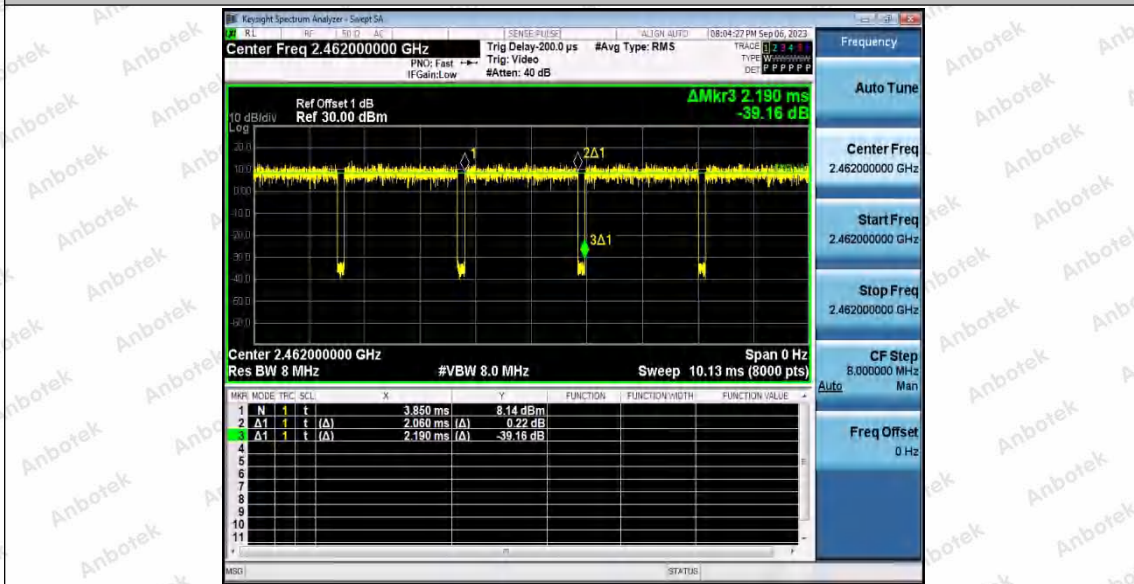 Keysight Spectrum Analyzer - Swept SA
RL RF 50 Ω AC SENSE:PULSE ALIGN AUTO 08:04:27 PM Sep 06, 2023
Center Freq 2.462000000 GHz
PNO: Fast
IFGain:Low
Trig Delay-200.0 µs
Trig: Video
#Atten: 40 dB
#Avg Type: RMS
TRACE 1 2 3 4 5
TYPE WWWWWW
DET P P P P P P
ΔMkr3 2.190 ms
-39.16 dB
10 dB/div
Log
Ref Offset 1 dB
Ref 30.00 dBm
20.0
10.0
0.00
-10.0
-20.0
-30.0
-40.0
-50.0
-60.0
1
2Δ1
3Δ1
Center 2.462000000 GHz
Span 0 Hz
Res BW 8 MHz
#VBW 8.0 MHz
Sweep 10.13 ms (8000 pts)
MKR MODE TRC SCL X Y FUNCTION FUNCTION WIDTH FUNCTION VALUE
1 N 1 t 3.850 ms 8.14 dBm
2 Δ1 1 t (Δ) 2.060 ms (Δ) 0.22 dB
3 Δ1 1 t (Δ) 2.190 ms (Δ) -39.16 dB
4
5
6
7
8
9
10
11
MSG
STATUS
Frequency
Auto Tune
Center Freq
2.462000000 GHz
Start Freq
2.462000000 GHz
Stop Freq
2.462000000 GHz
CF Step
8.000000 MHz
Auto Man
Freq Offset
0 Hz
Anbotek